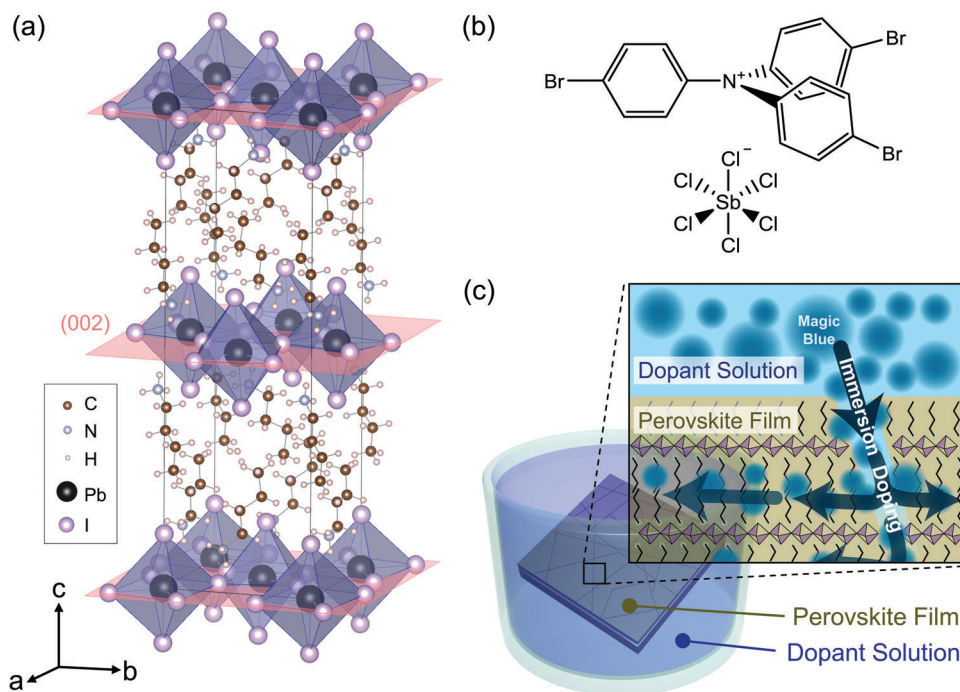 (a)
(002)
C
N
H
Pb
I
c
a
b
(b)
Br
Br
N+
Br
Cl−
Cl
Cl
Cl
Sb
Cl
Cl
(c)
Magic
Blue
Dopant Solution
Perovskite Film
Immersion Doping
Perovskite Film
Dopant Solution